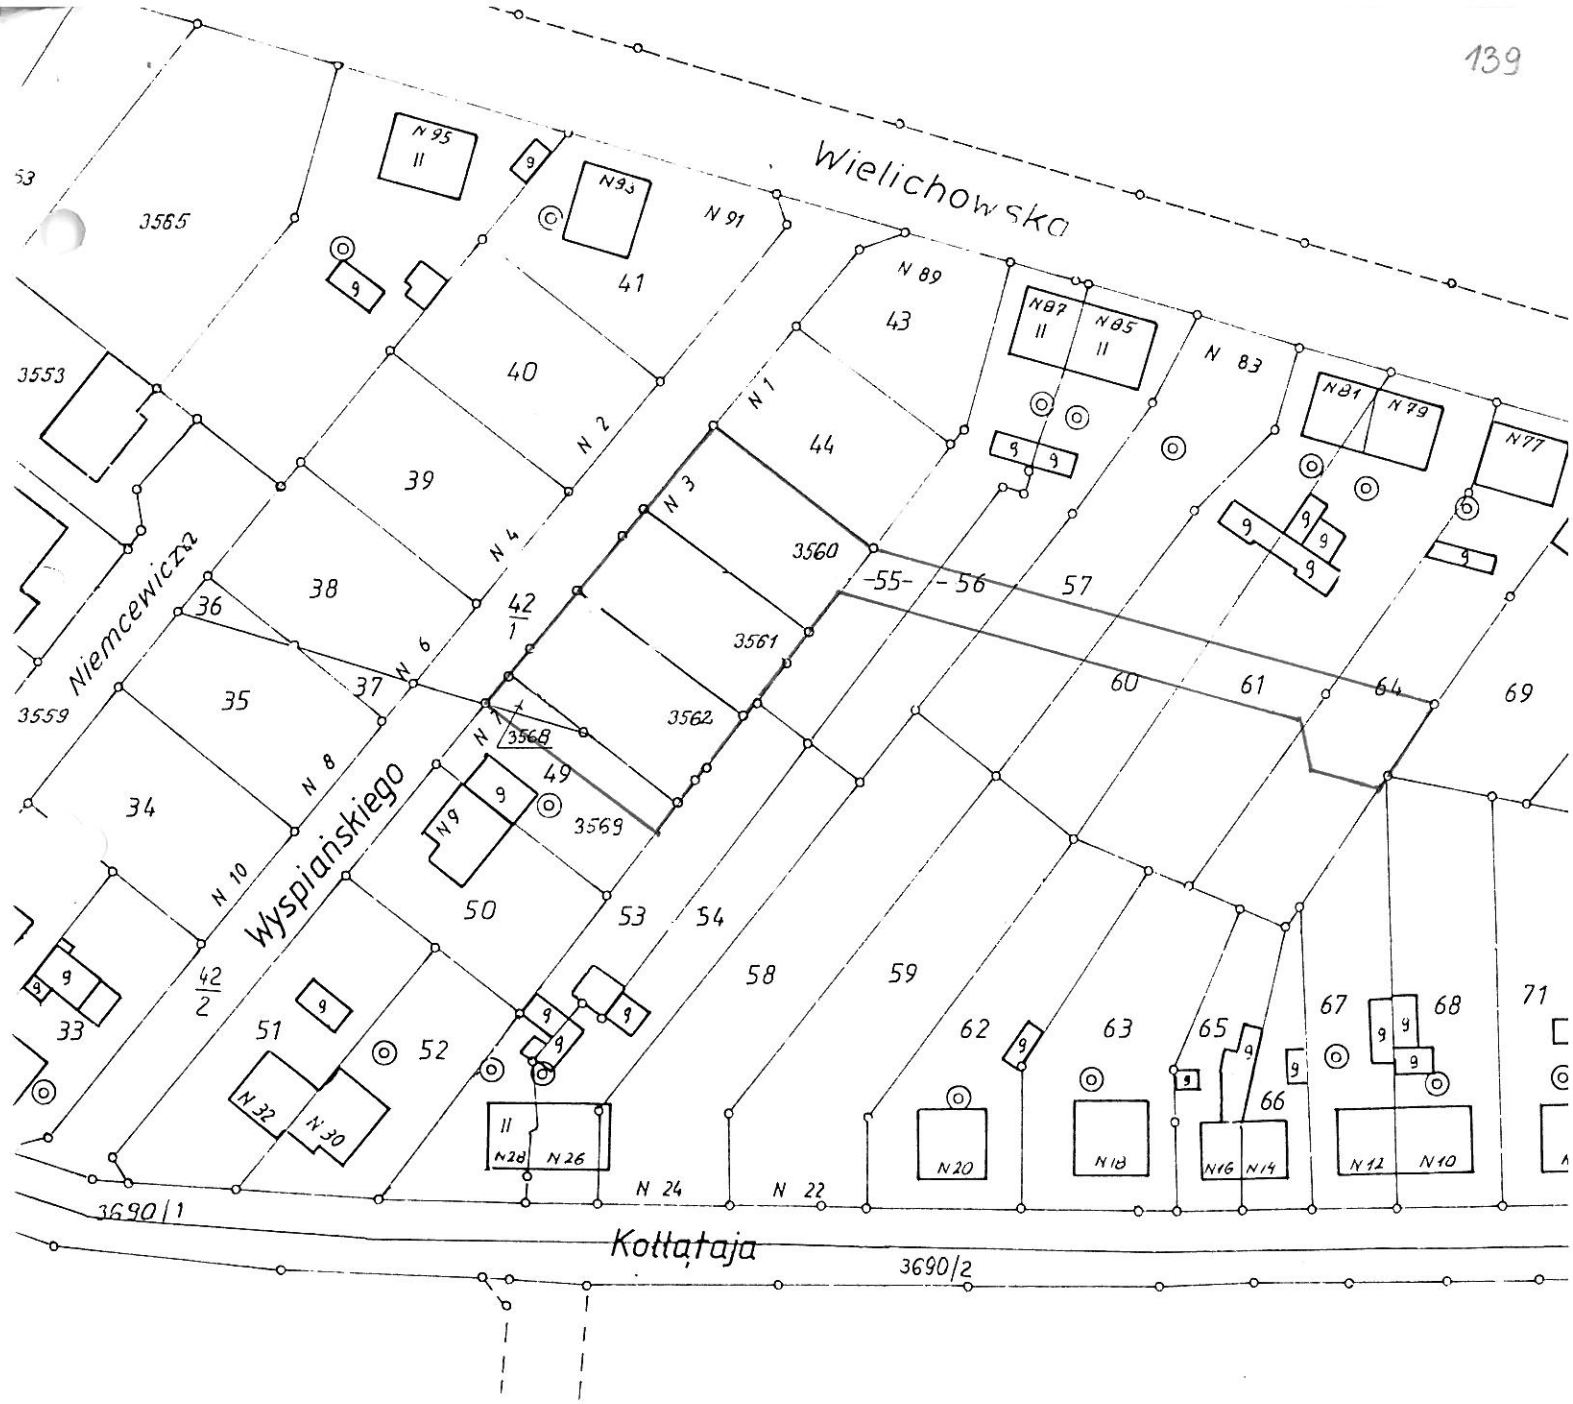 139
Wielichowska
N 95
II
g
N 93
N 91
53
3565
g
41
N 89
43
N 87
II
N 85
II
N 83
3553
40
N 1
N 81
N 79
N 77
N 2
44
g
g
39
N 3
g
g
g
g
g
N 4
3560
-55-
-56
57
Niemcewicza
36
38
42
1
3561
N 6
35
37
3559
60
61
64
69
3562
N 7
3568
49
N 8
g
34
Wyspiańskiego
N 9
3569
N 10
50
53
54
g
g
42
2
g
58
59
33
51
52
g
g
g
62
g
63
65
g
g
67
g
g
g
g
68
71
66
N 32
N 30
II
N 28
N 26
N 20
N 18
N 16
N 14
N 12
N 10
N 24
N 22
3690/1
Kołłątaja
3690/2